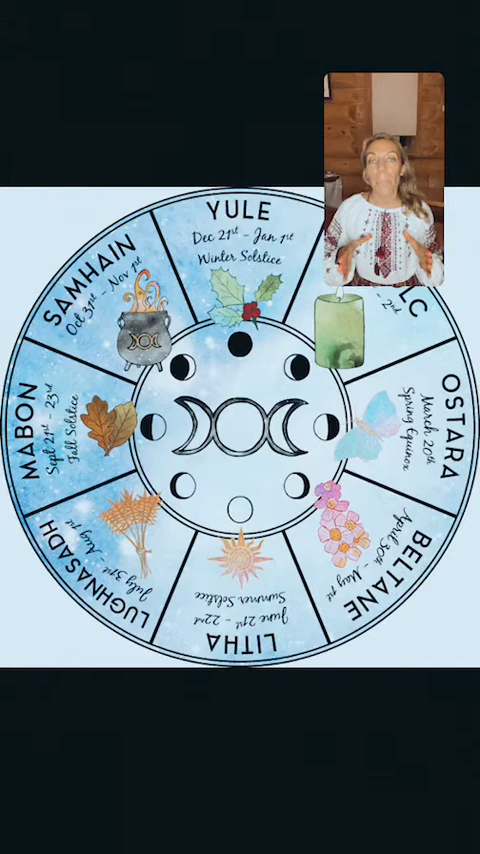 YULE
Dec 21st - Jan 1st
Winter Solstice
LC
- 2nd
OSTARA
March 20th
Spring Equinox
BELTANE
April 30th - May 1st
LITHA
June 21st - 22nd
Summer Solstice
LUGHNASADH
July 31st - Aug 1st
MABON
Sept 21st - 23rd
Fall Solstice
SAMHAIN
Oct 31st - Nov 1st